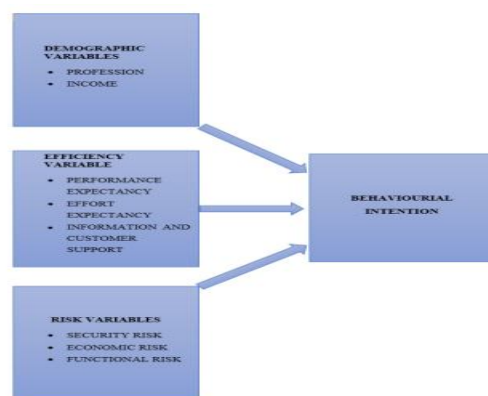 DEMOGRAPHIC
VARIABLES
• PROFESSION
• INCOME
EFFICIENCY
VARIABLE
• PERFORMANCE
EXPECTANCY
• EFFORT
EXPECTANCY
• INFORMATION AND
CUSTOMER
SUPPORT
BEHAVIOURIAL
INTENTION
RISK VARIABLES
• SECURITY RISK
• ECONOMIC RISK
• FUNCTIONAL RISK